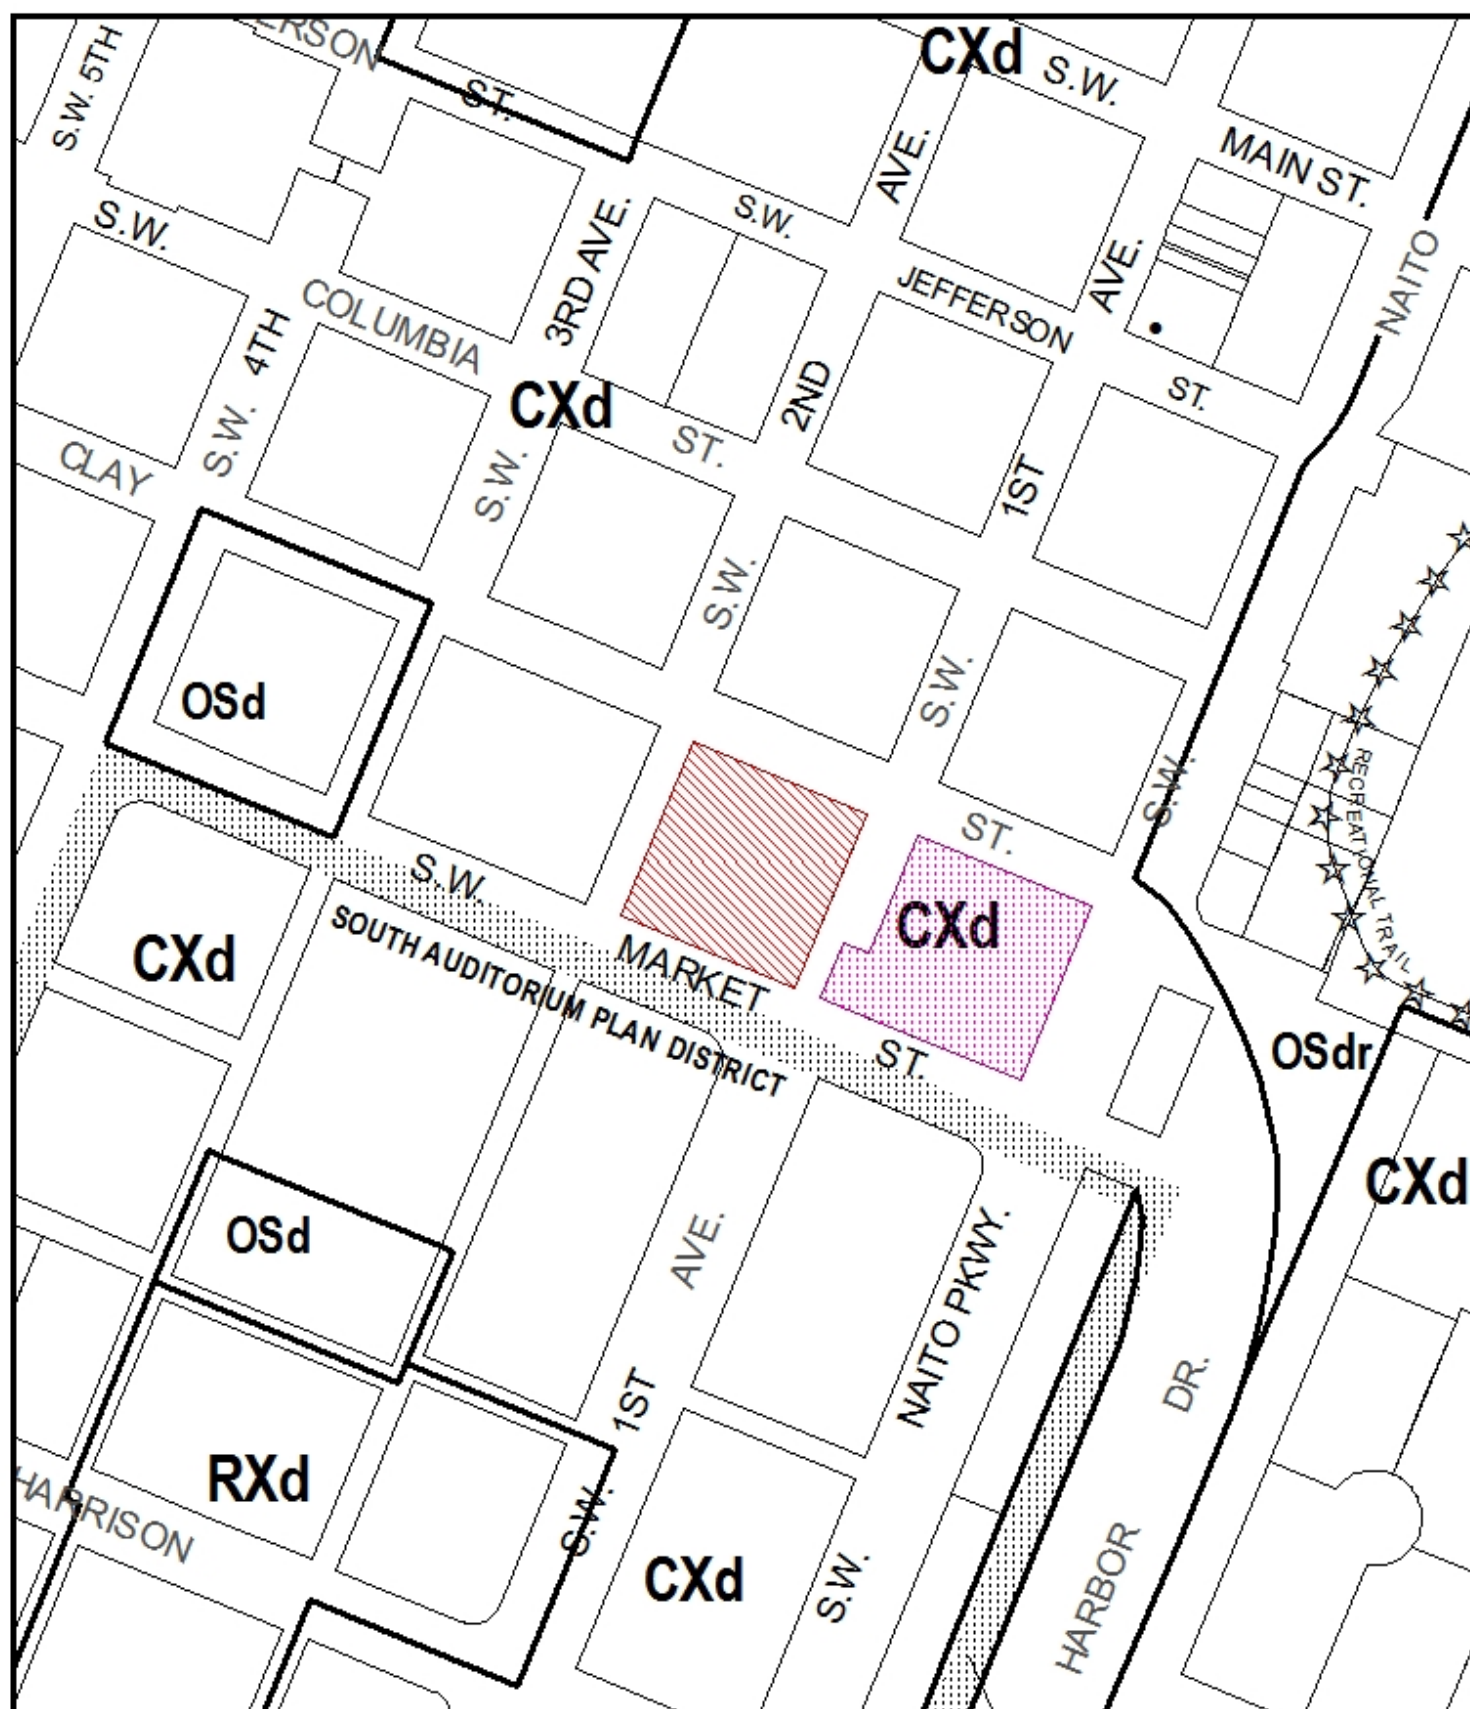 S.W. 5TH
ERSON
ST.
CXd
S.W.
MAIN ST.
AVE.
S.W.
S.W.
3RD AVE.
AVE.
NAITO
COLUMBIA
JEFFERSON
4TH
CXd
2ND
ST.
S.W.
ST.
CLAY
S.W.
1ST
S.W.
OSd
S.W.
S.W.
RECREATIONAL TRAIL
ST.
S.W.
CXd
CXd
SOUTH AUDITORIUM PLAN DISTRICT
MARKET
ST.
OSdr
CXd
OSd
AVE.
NAITO PKWY.
DR.
1ST
RXd
HARRISON
S.W.
CXd
S.W.
HARBOR